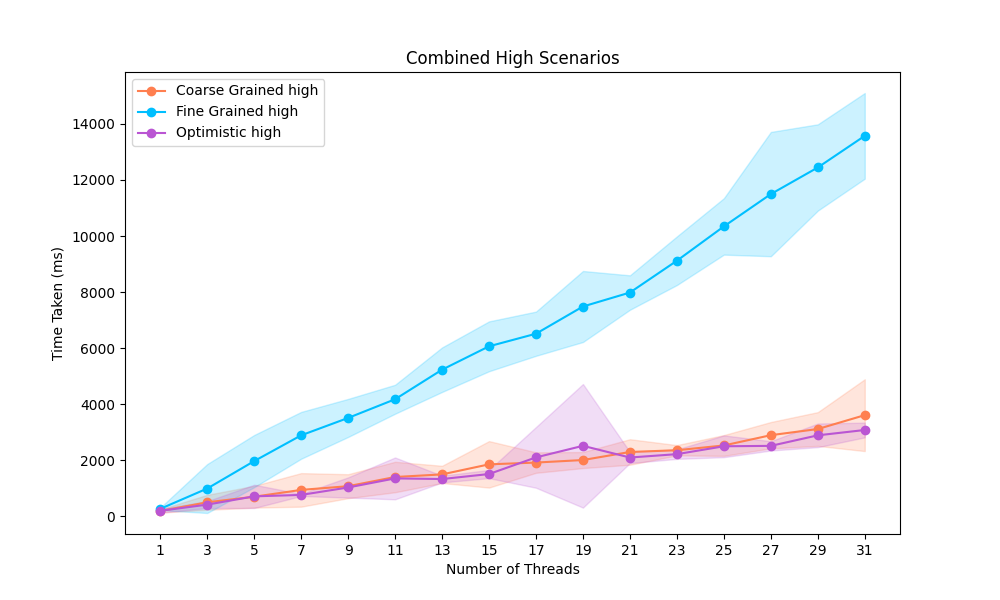 Combined High Scenarios
Coarse Grained high
Fine Grained high
Optimistic high
Time Taken (ms)
14000
12000
10000
8000
6000
4000
2000
0
1 3 5 7 9 11 13 15 17 19 21 23 25 27 29 31
Number of Threads